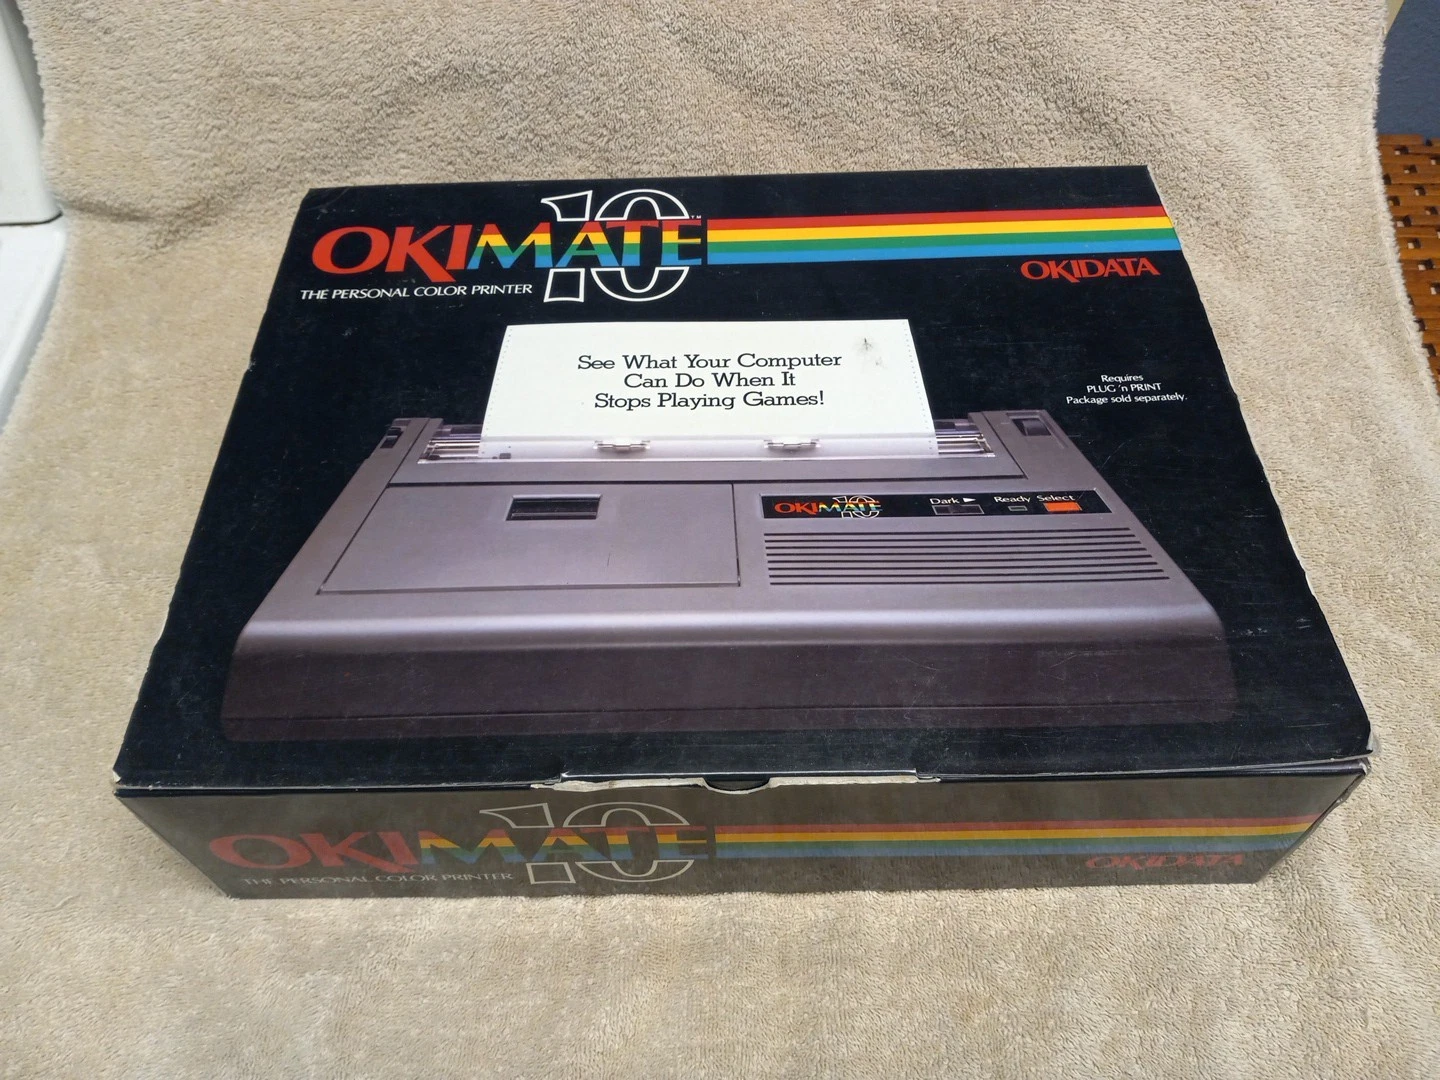 OKIMATE 10™
THE PERSONAL COLOR PRINTER
OKIDATA
See What Your Computer
Can Do When It
Stops Playing Games!
Requires
PLUG 'n PRINT
Package sold separately.
OKIMATE 10
Dark
Ready
Select
OKIMATE 10
THE PERSONAL COLOR PRINTER
OKIDATA